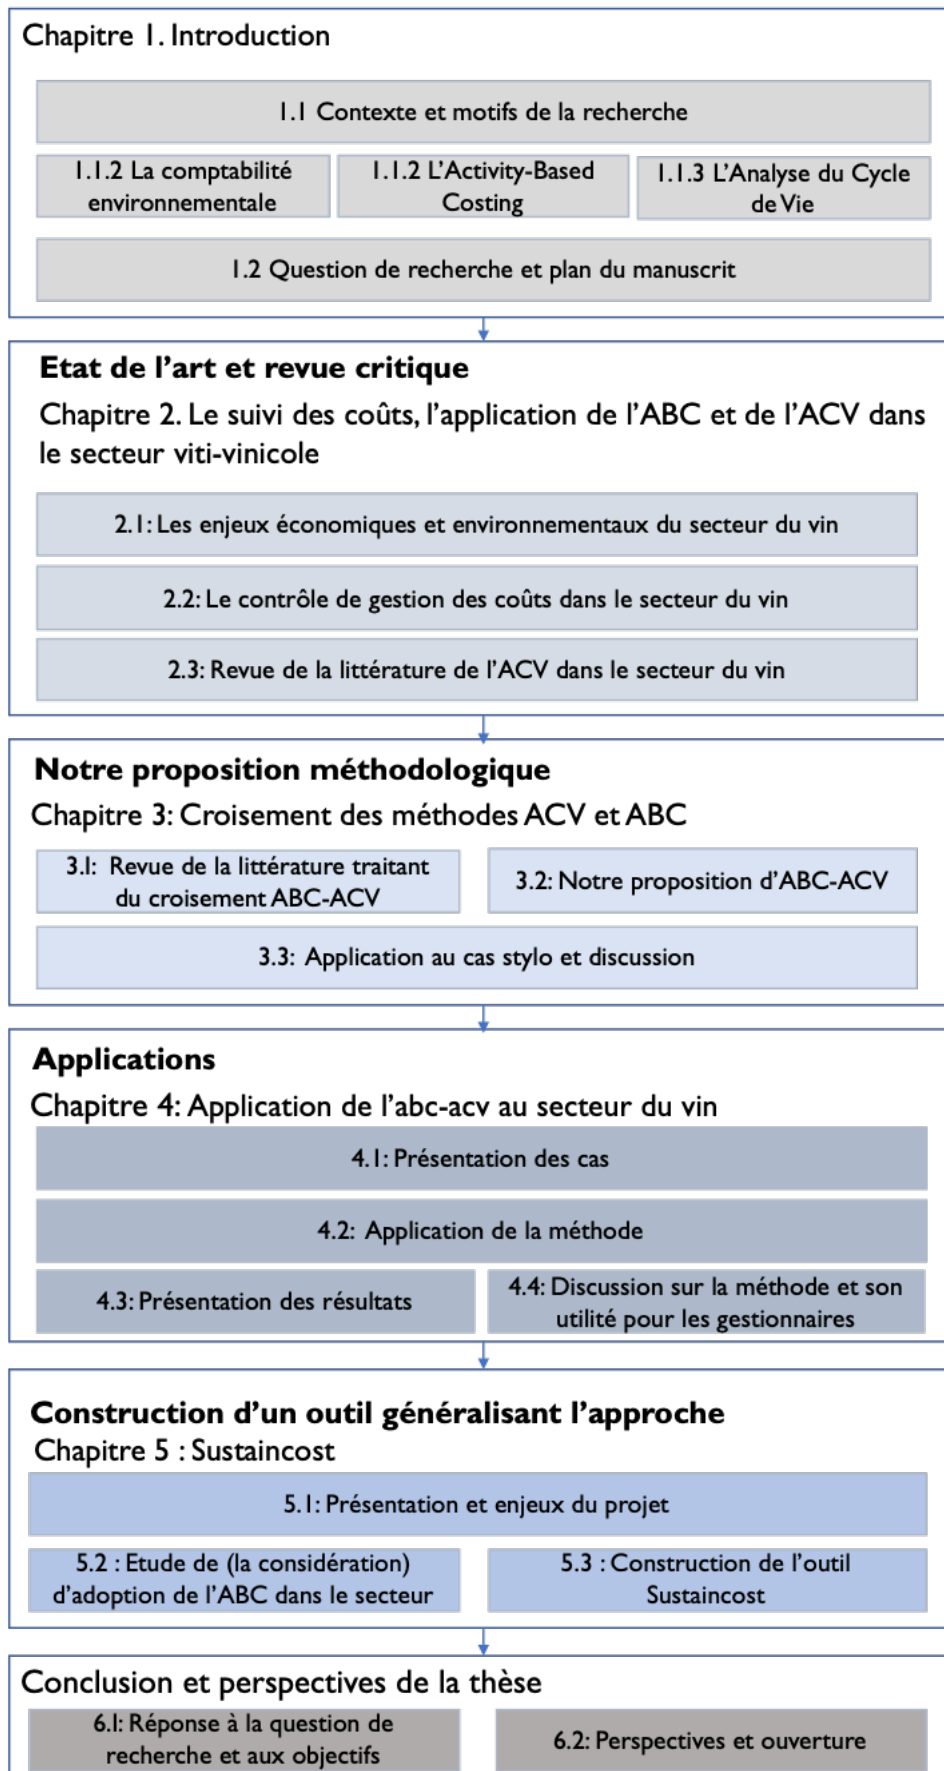 Chapitre 1. Introduction
1.1 Contexte et motifs de la recherche
1.1.2 La comptabilité
environnementale
1.1.2 L'Activity-Based
Costing
1.1.3 L'Analyse du Cycle
de Vie
1.2 Question de recherche et plan du manuscrit
Etat de l'art et revue critique
Chapitre 2. Le suivi des coûts, l'application de l'ABC et de l'ACV dans
le secteur viti-vinicole
2.1: Les enjeux économiques et environnementaux du secteur du vin
2.2: Le contrôle de gestion des coûts dans le secteur du vin
2.3: Revue de la littérature de l'ACV dans le secteur du vin
Notre proposition méthodologique
Chapitre 3: Croisement des méthodes ACV et ABC
3.1: Revue de la littérature traitant
du croisement ABC-ACV
3.2: Notre proposition d'ABC-ACV
3.3: Application au cas stylo et discussion
Applications
Chapitre 4: Application de l'abc-acv au secteur du vin
4.1: Présentation des cas
4.2: Application de la méthode
4.3: Présentation des résultats
4.4: Discussion sur la méthode et son
utilité pour les gestionnaires
Construction d'un outil généralisant l'approche
Chapitre 5 : Sustaincost
5.1: Présentation et enjeux du projet
5.2 : Etude de (la considération)
d'adoption de l'ABC dans le secteur
5.3 : Construction de l'outil
Sustaincost
Conclusion et perspectives de la thèse
6.1: Réponse à la question de
recherche et aux objectifs
6.2: Perspectives et ouverture